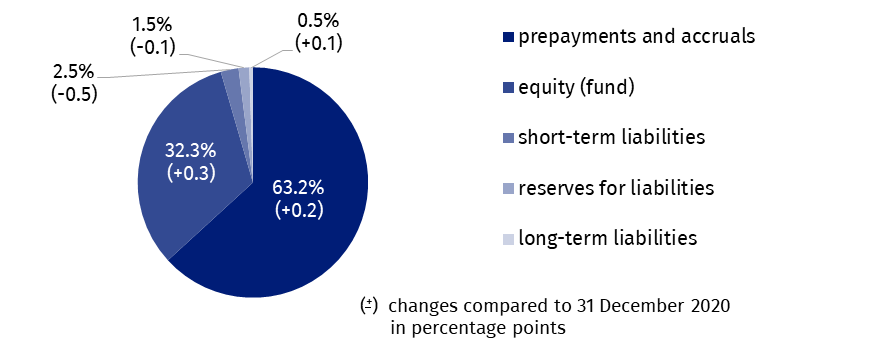 1.5%
(-0.1)
0.5%
(+0.1)
2.5%
(-0.5)
32.3%
(+0.3)
63.2%
(+0.2)
prepayments and accruals
equity (fund)
short-term liabilities
reserves for liabilities
long-term liabilities
(±) changes compared to 31 December 2020
in percentage points